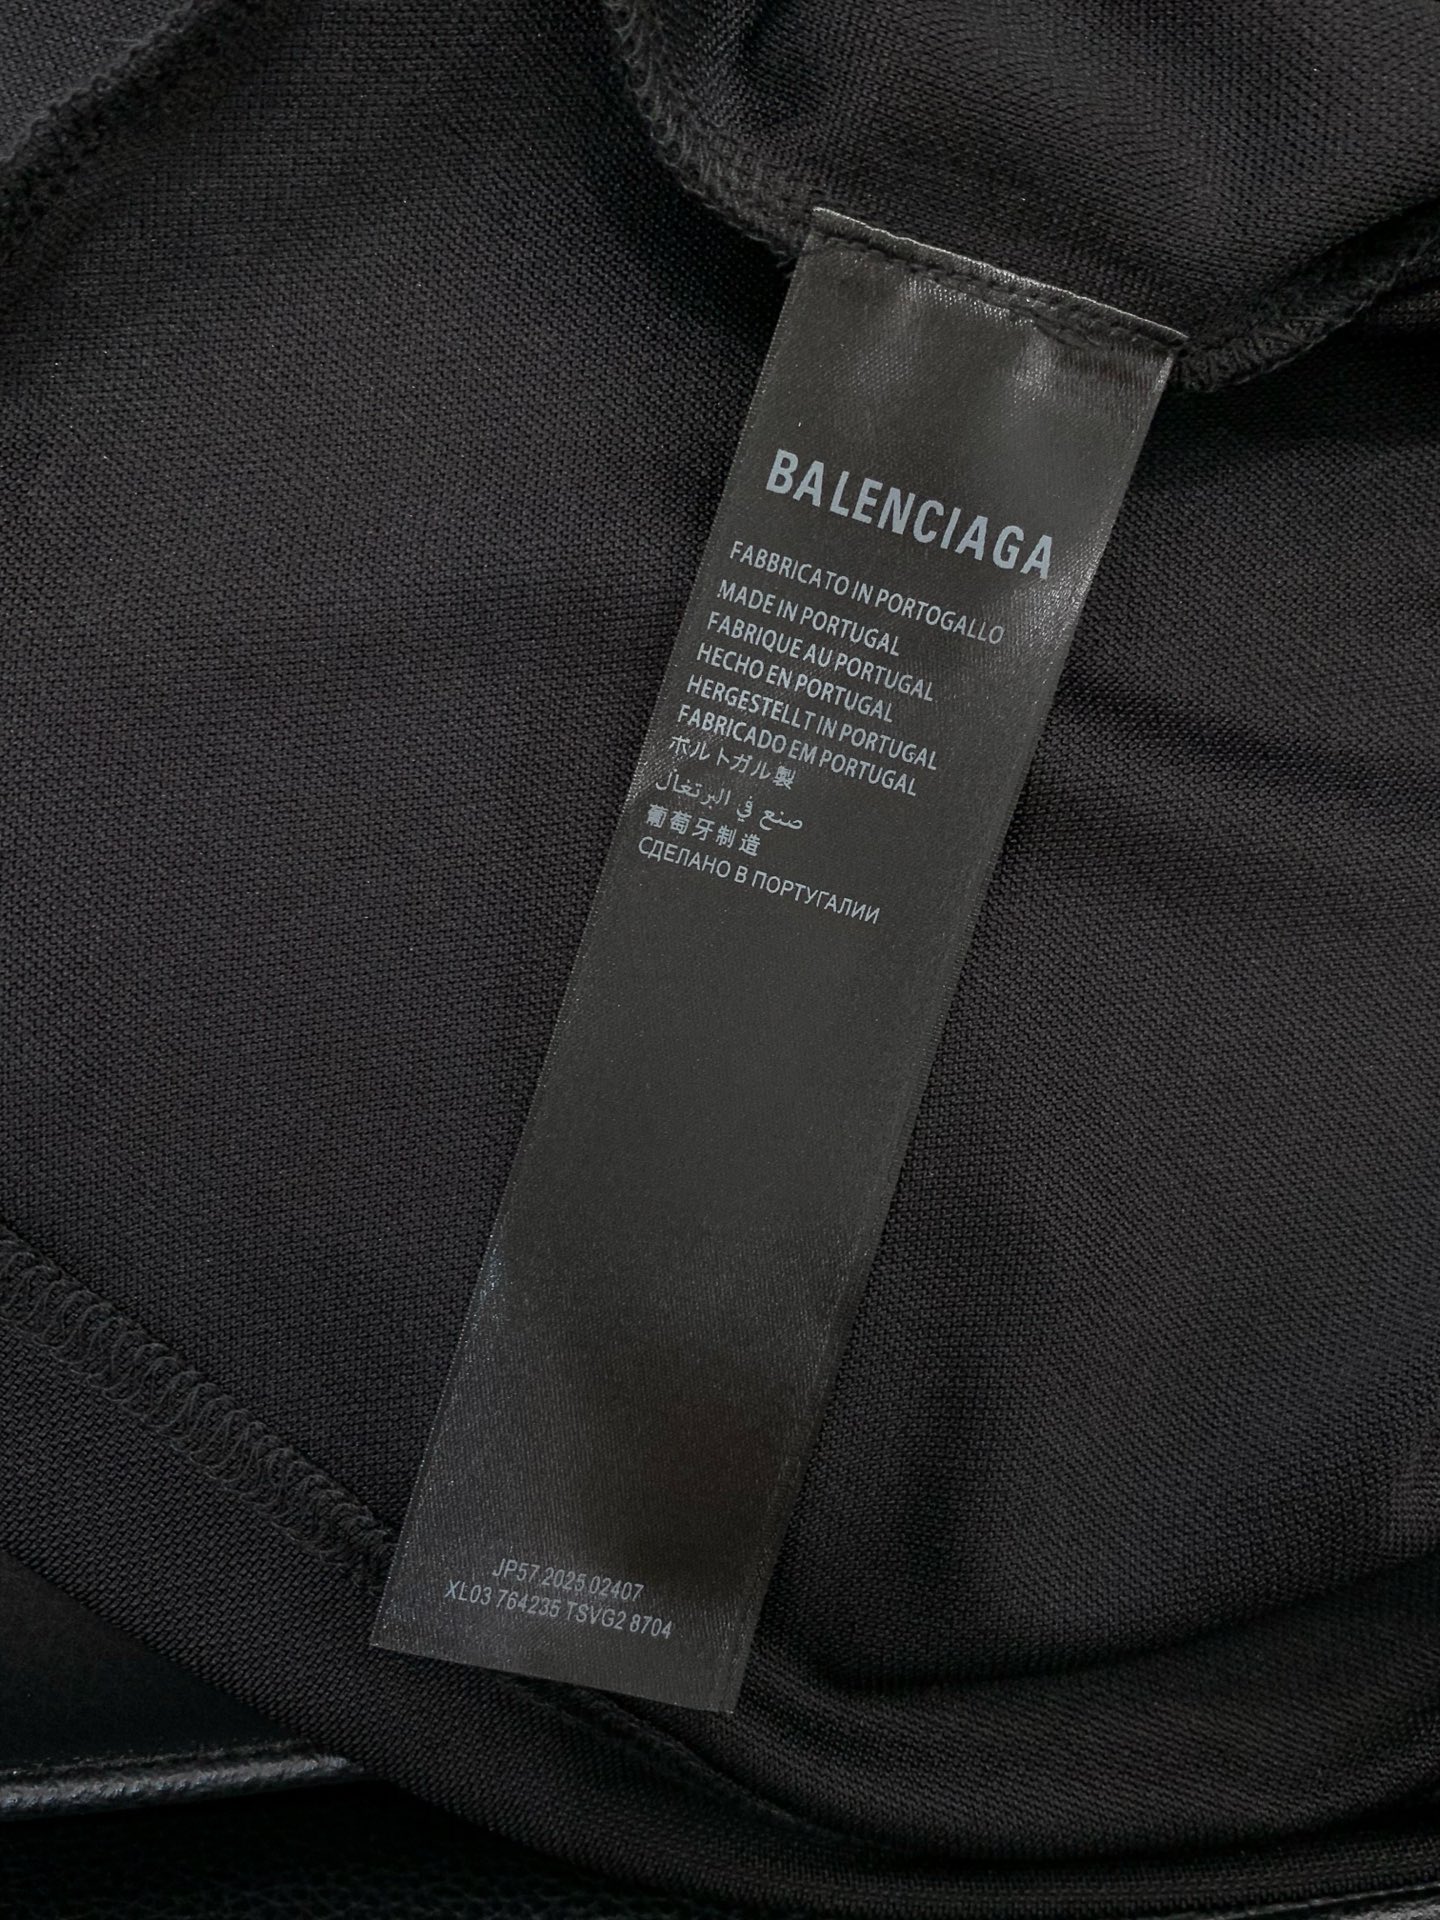 BALENCIAGA
FABBRICATO IN PORTOGALLO
MADE IN PORTUGAL
FABRIQUE AU PORTUGAL
HECHO EN PORTUGAL
HERGESTELLT IN PORTUGAL
FABRICADO EM PORTUGAL
ポルトガル製
صنع في البرتغال
葡萄牙制造
СДЕЛАНО В ПОРТУГАЛИИ
JP57.2025.02407
XL03 764235 TSVG2 8704